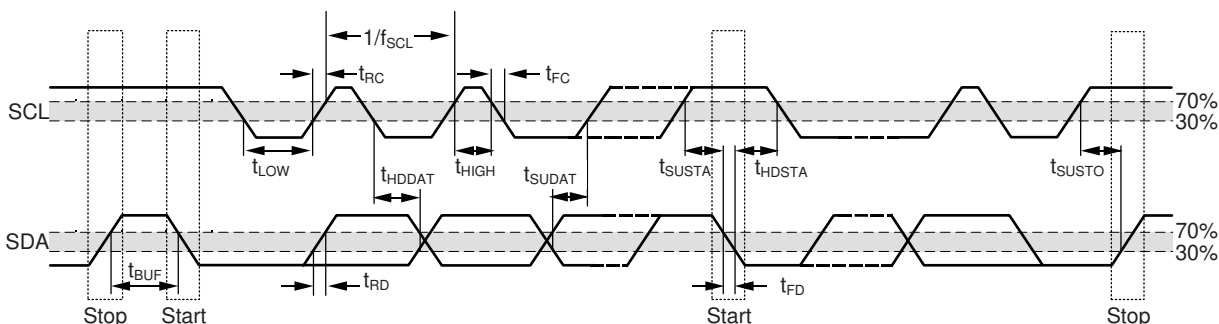 1/fSCL
tRC
tFC
SCL
70%
30%
tLOW
tHDDAT
tHIGH
tSUDAT
tSUSTA
tHDSTA
tSUSTO
SDA
70%
30%
tBUF
tRD
tFD
Stop
Start
Start
Stop